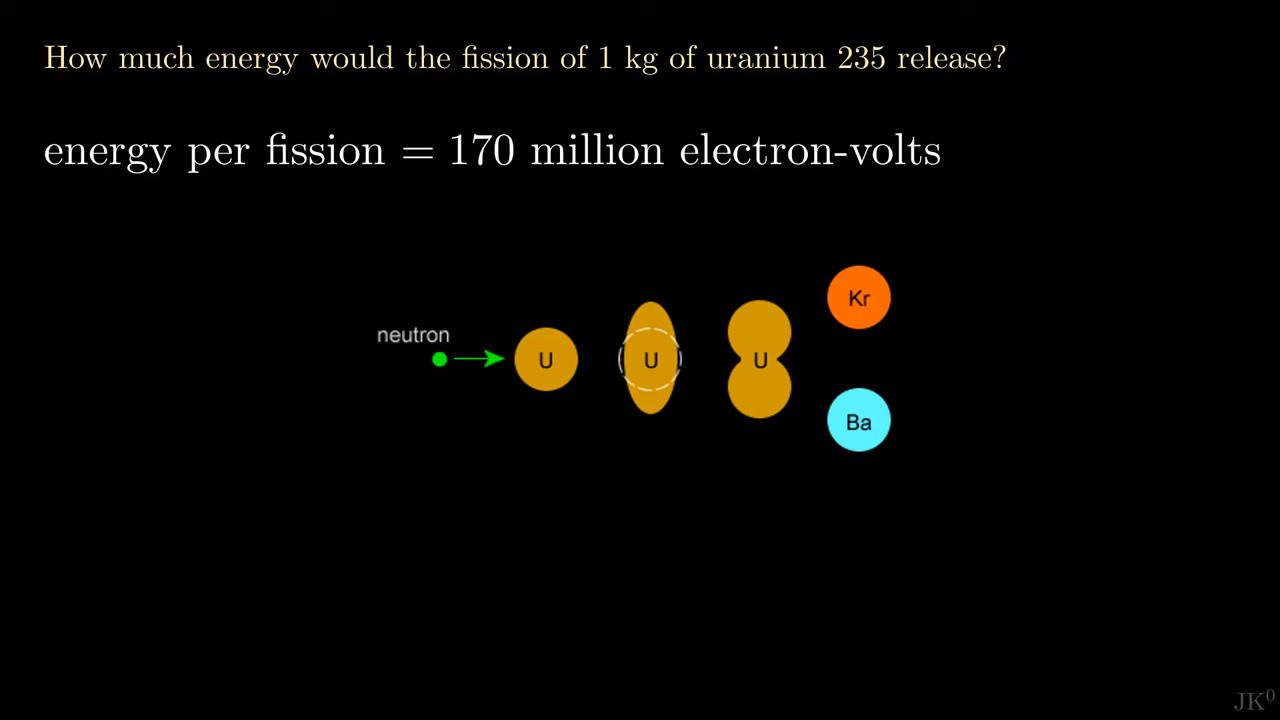 How much energy would the fission of 1 kg of uranium 235 release?
energy per fission = 170 million electron-volts
neutron
U
U
U
Kr
Ba
JK⁰